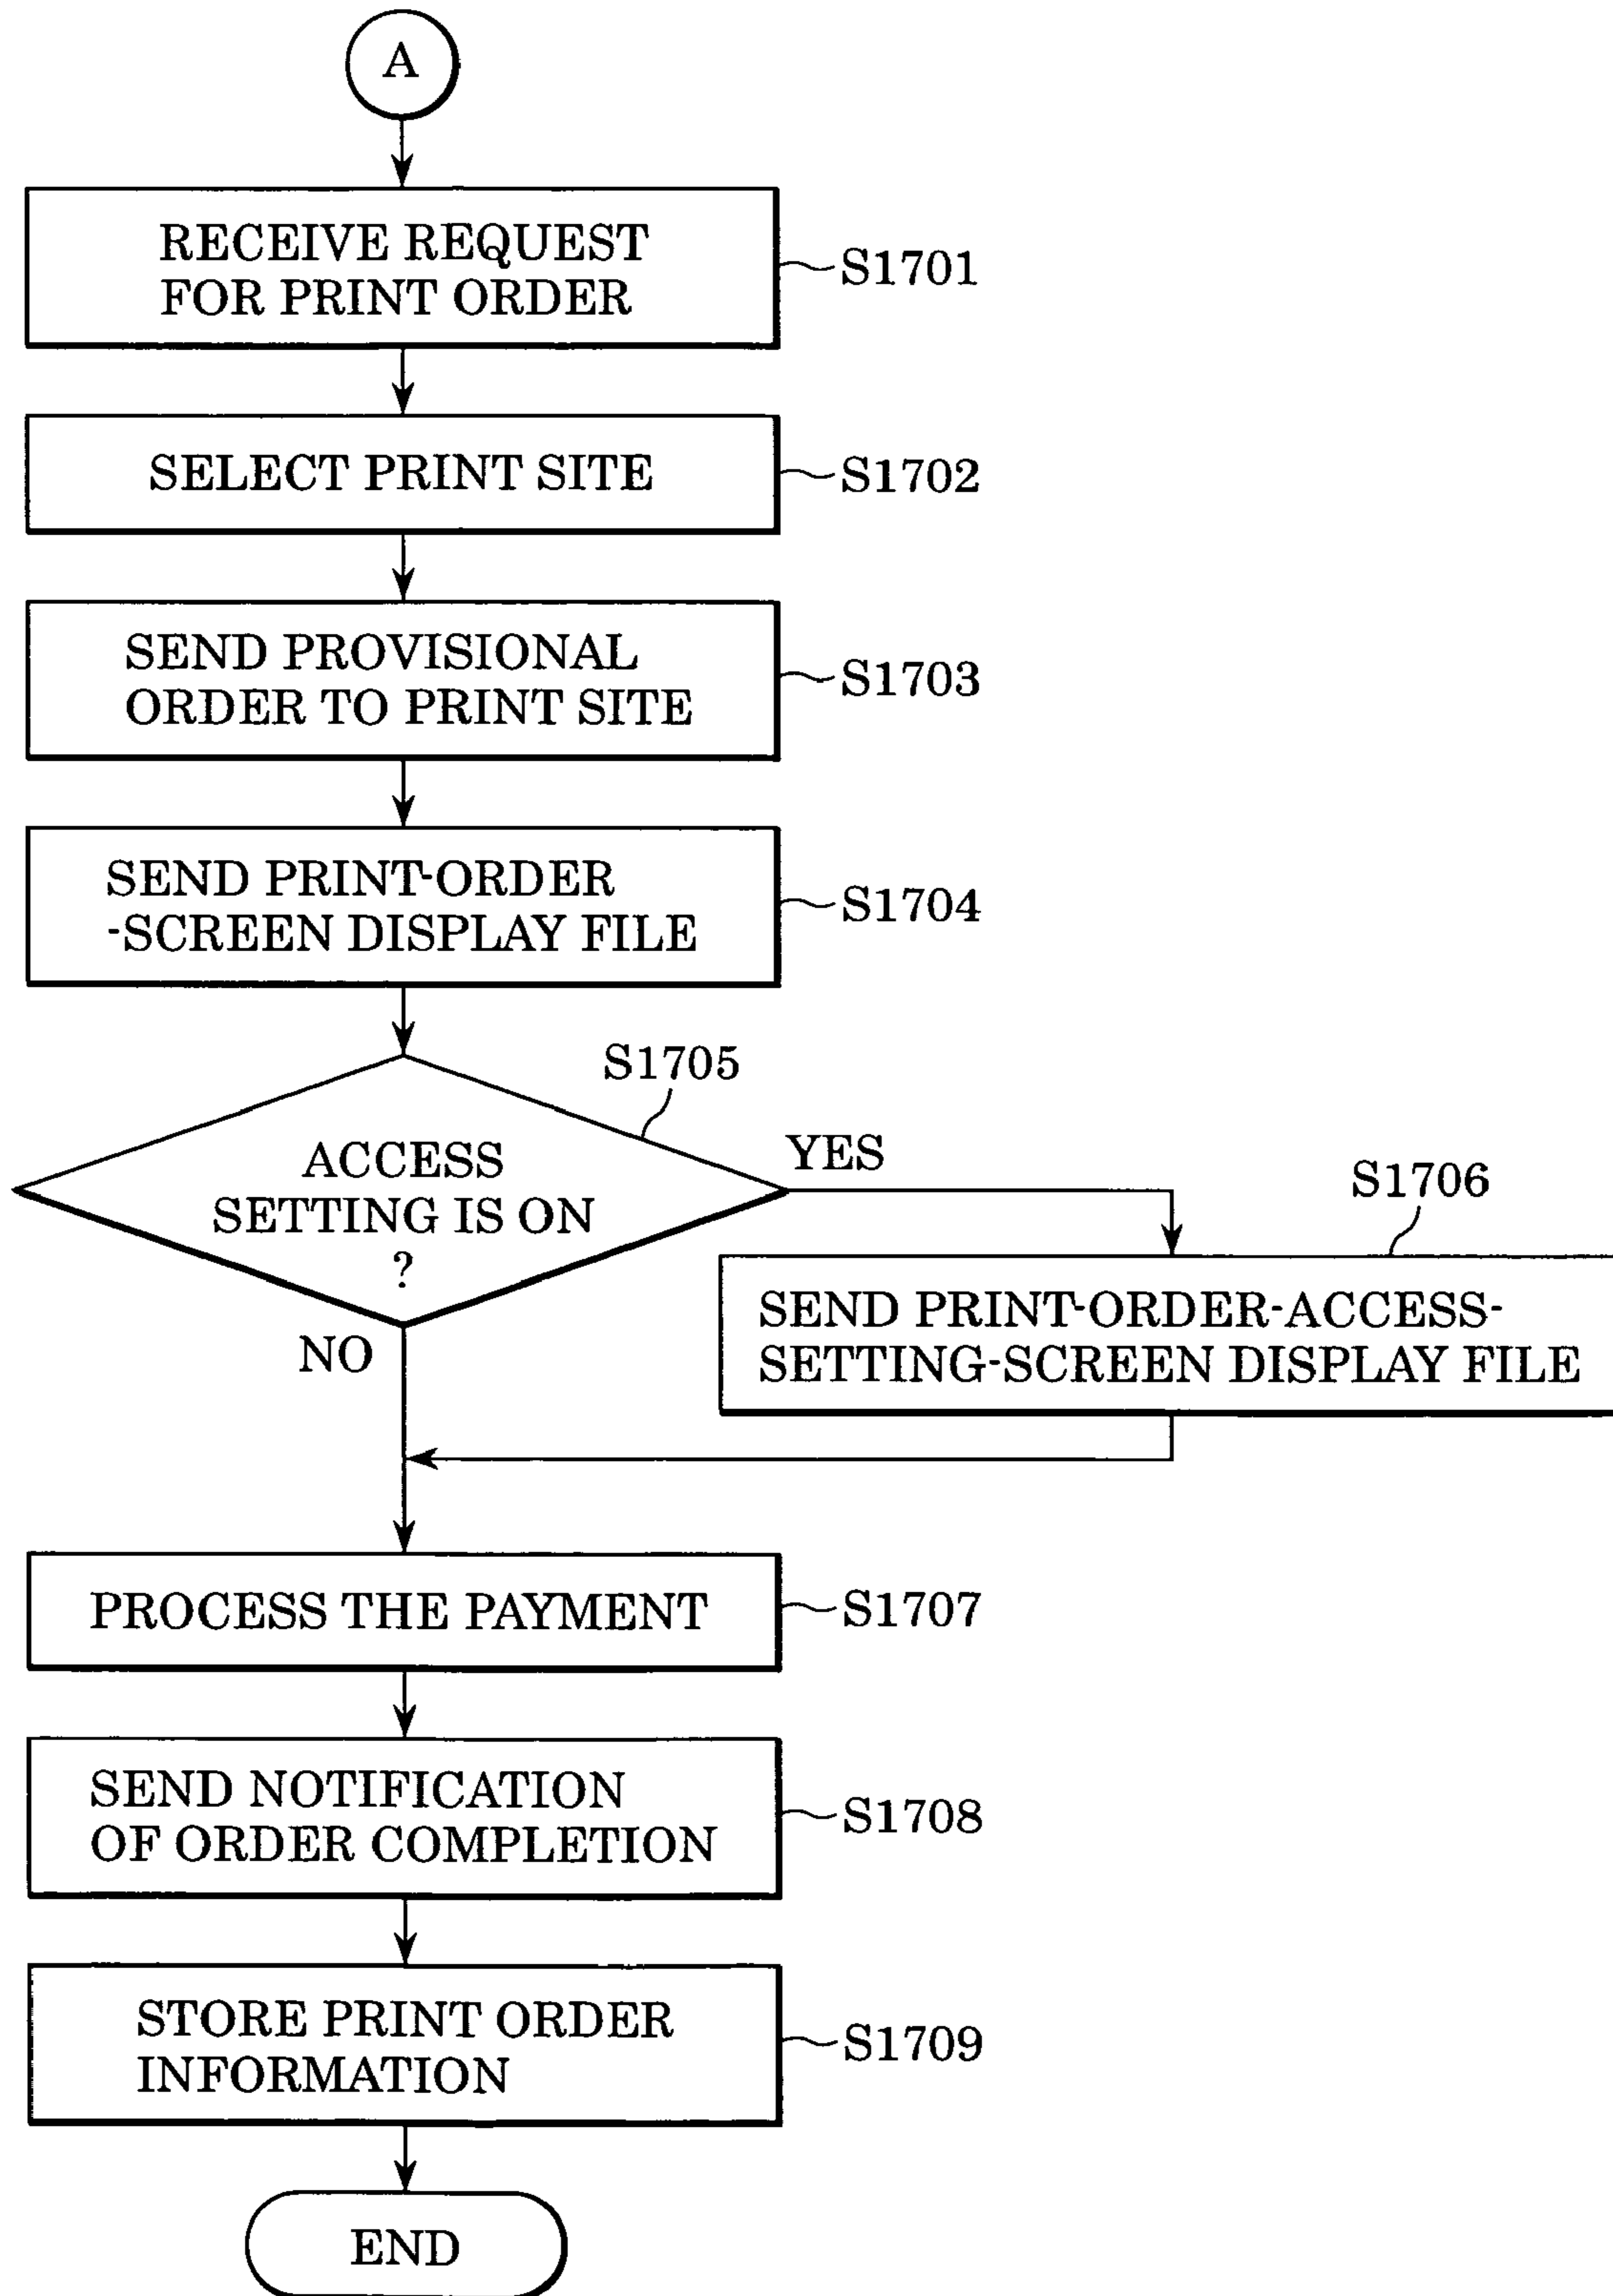 A
RECEIVE REQUEST
FOR PRINT ORDER
S1701
SELECT PRINT SITE
S1702
SEND PROVISIONAL
ORDER TO PRINT SITE
S1703
SEND PRINT-ORDER
-SCREEN DISPLAY FILE
S1704
S1705
ACCESS
SETTING IS ON
?
YES
NO
S1706
SEND PRINT-ORDER-ACCESS-
SETTING-SCREEN DISPLAY FILE
PROCESS THE PAYMENT
S1707
SEND NOTIFICATION
OF ORDER COMPLETION
S1708
STORE PRINT ORDER
INFORMATION
S1709
END